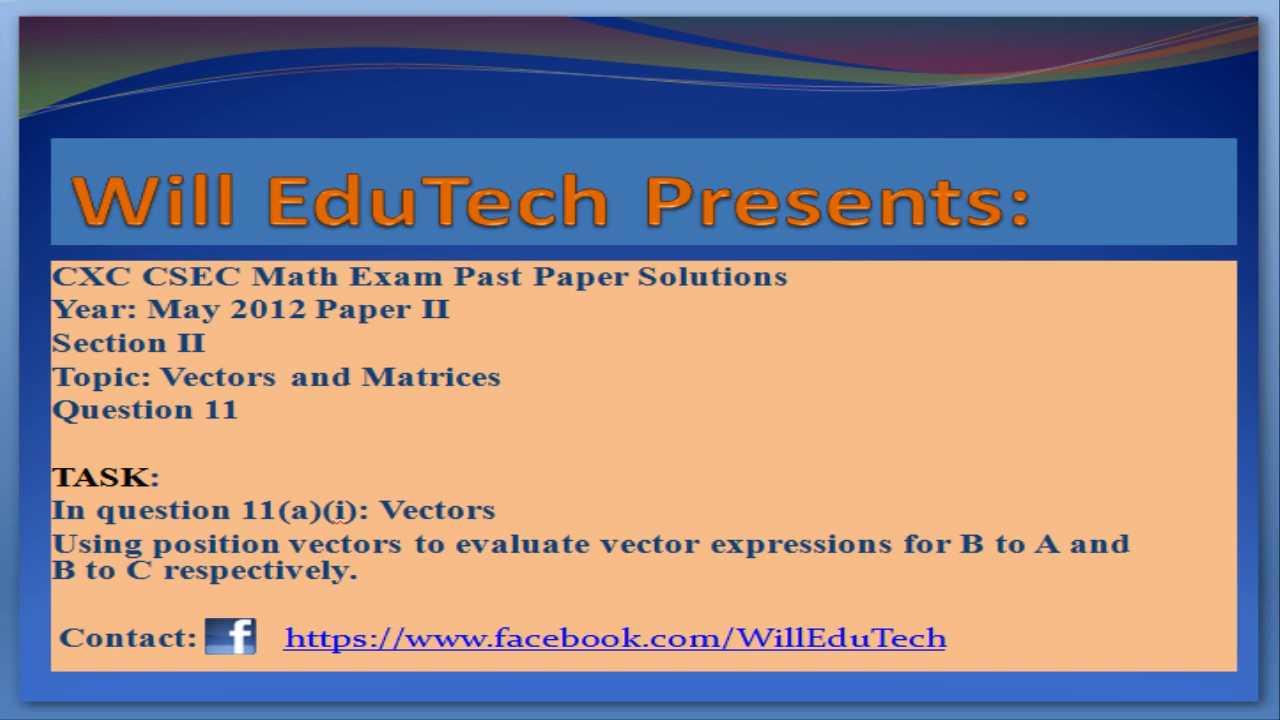 Will EduTech Presents:
CXC CSEC Math Exam Past Paper Solutions
Year: May 2012 Paper II
Section II
Topic: Vectors and Matrices
Question 11
TASK:
In question 11(a)(i): Vectors
Using position vectors to evaluate vector expressions for B to A and
B to C respectively.
Contact: f https://www.facebook.com/WillEduTech